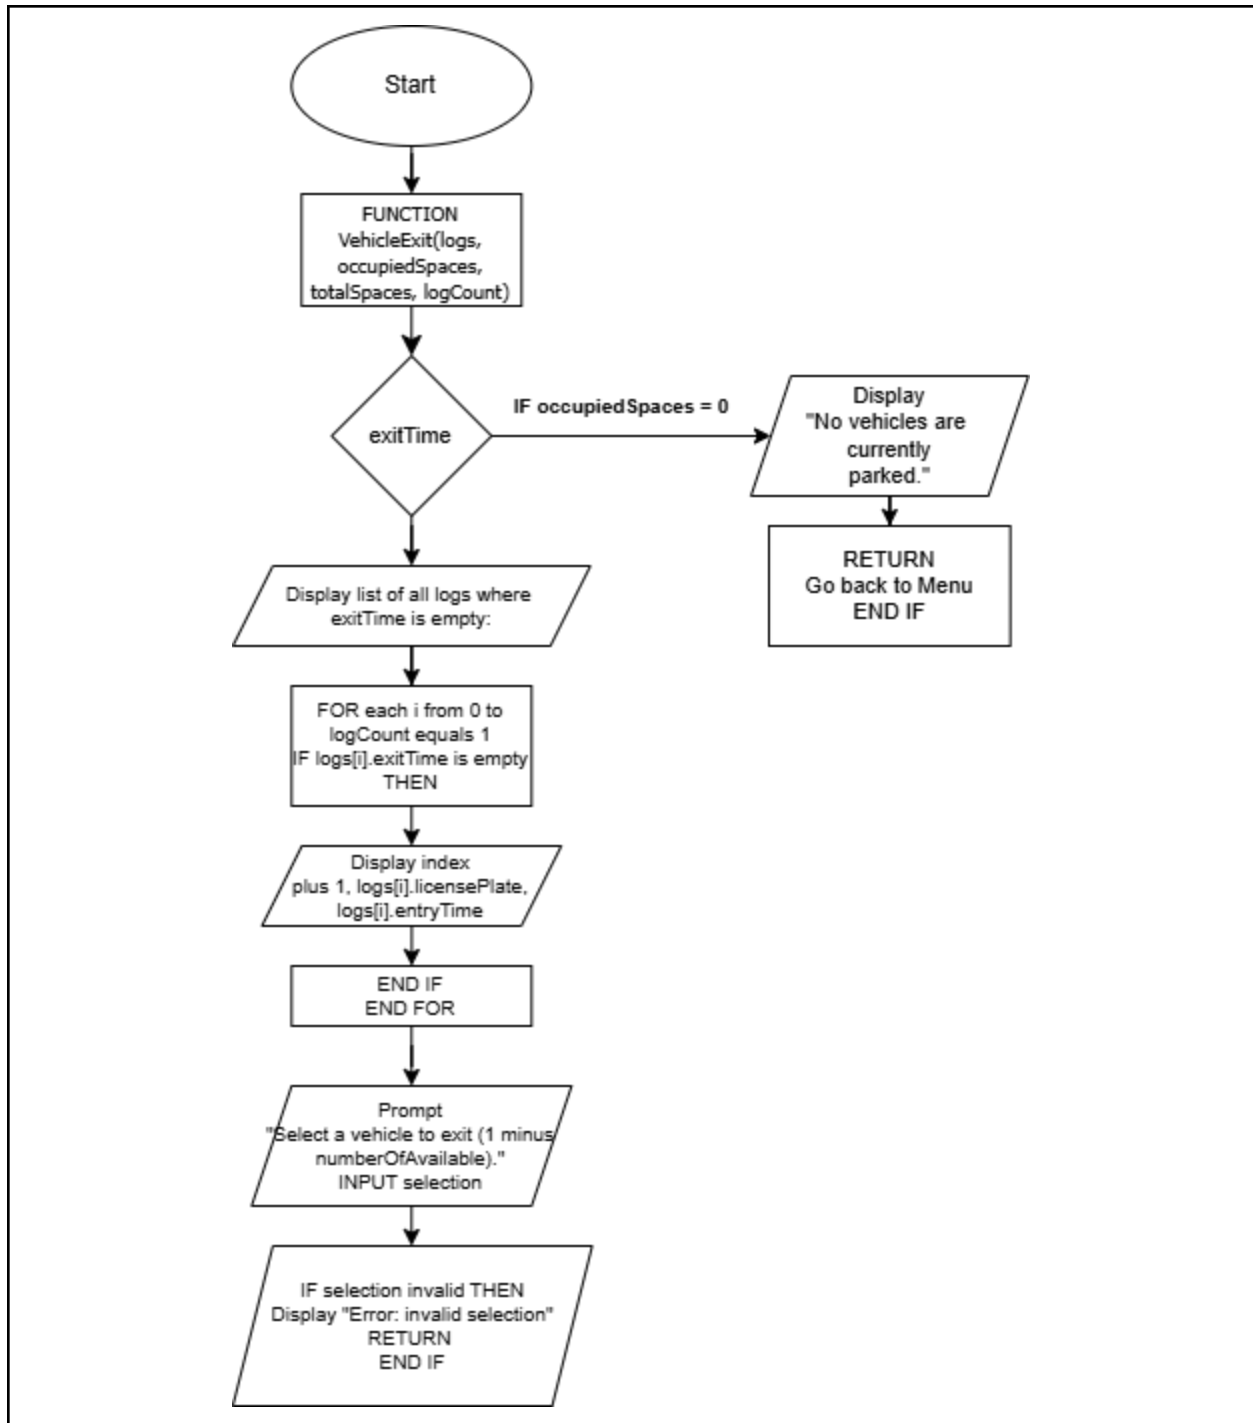 Start
FUNCTION
VehicleExit(logs,
occupiedSpaces,
totalSpaces, logCount)
exitTime
IF occupiedSpaces = 0
Display
"No vehicles are
currently
parked."
RETURN
Go back to Menu
END IF
Display list of all logs where
exitTime is empty:
FOR each i from 0 to
logCount equals 1
IF logs[i].exitTime is empty
THEN
Display index
plus 1, logs[i].licensePlate,
logs[i].entryTime
END IF
END FOR
Prompt
"Select a vehicle to exit (1 minus
numberOfAvailable)."
INPUT selection
IF selection invalid THEN
Display "Error: invalid selection"
RETURN
END IF